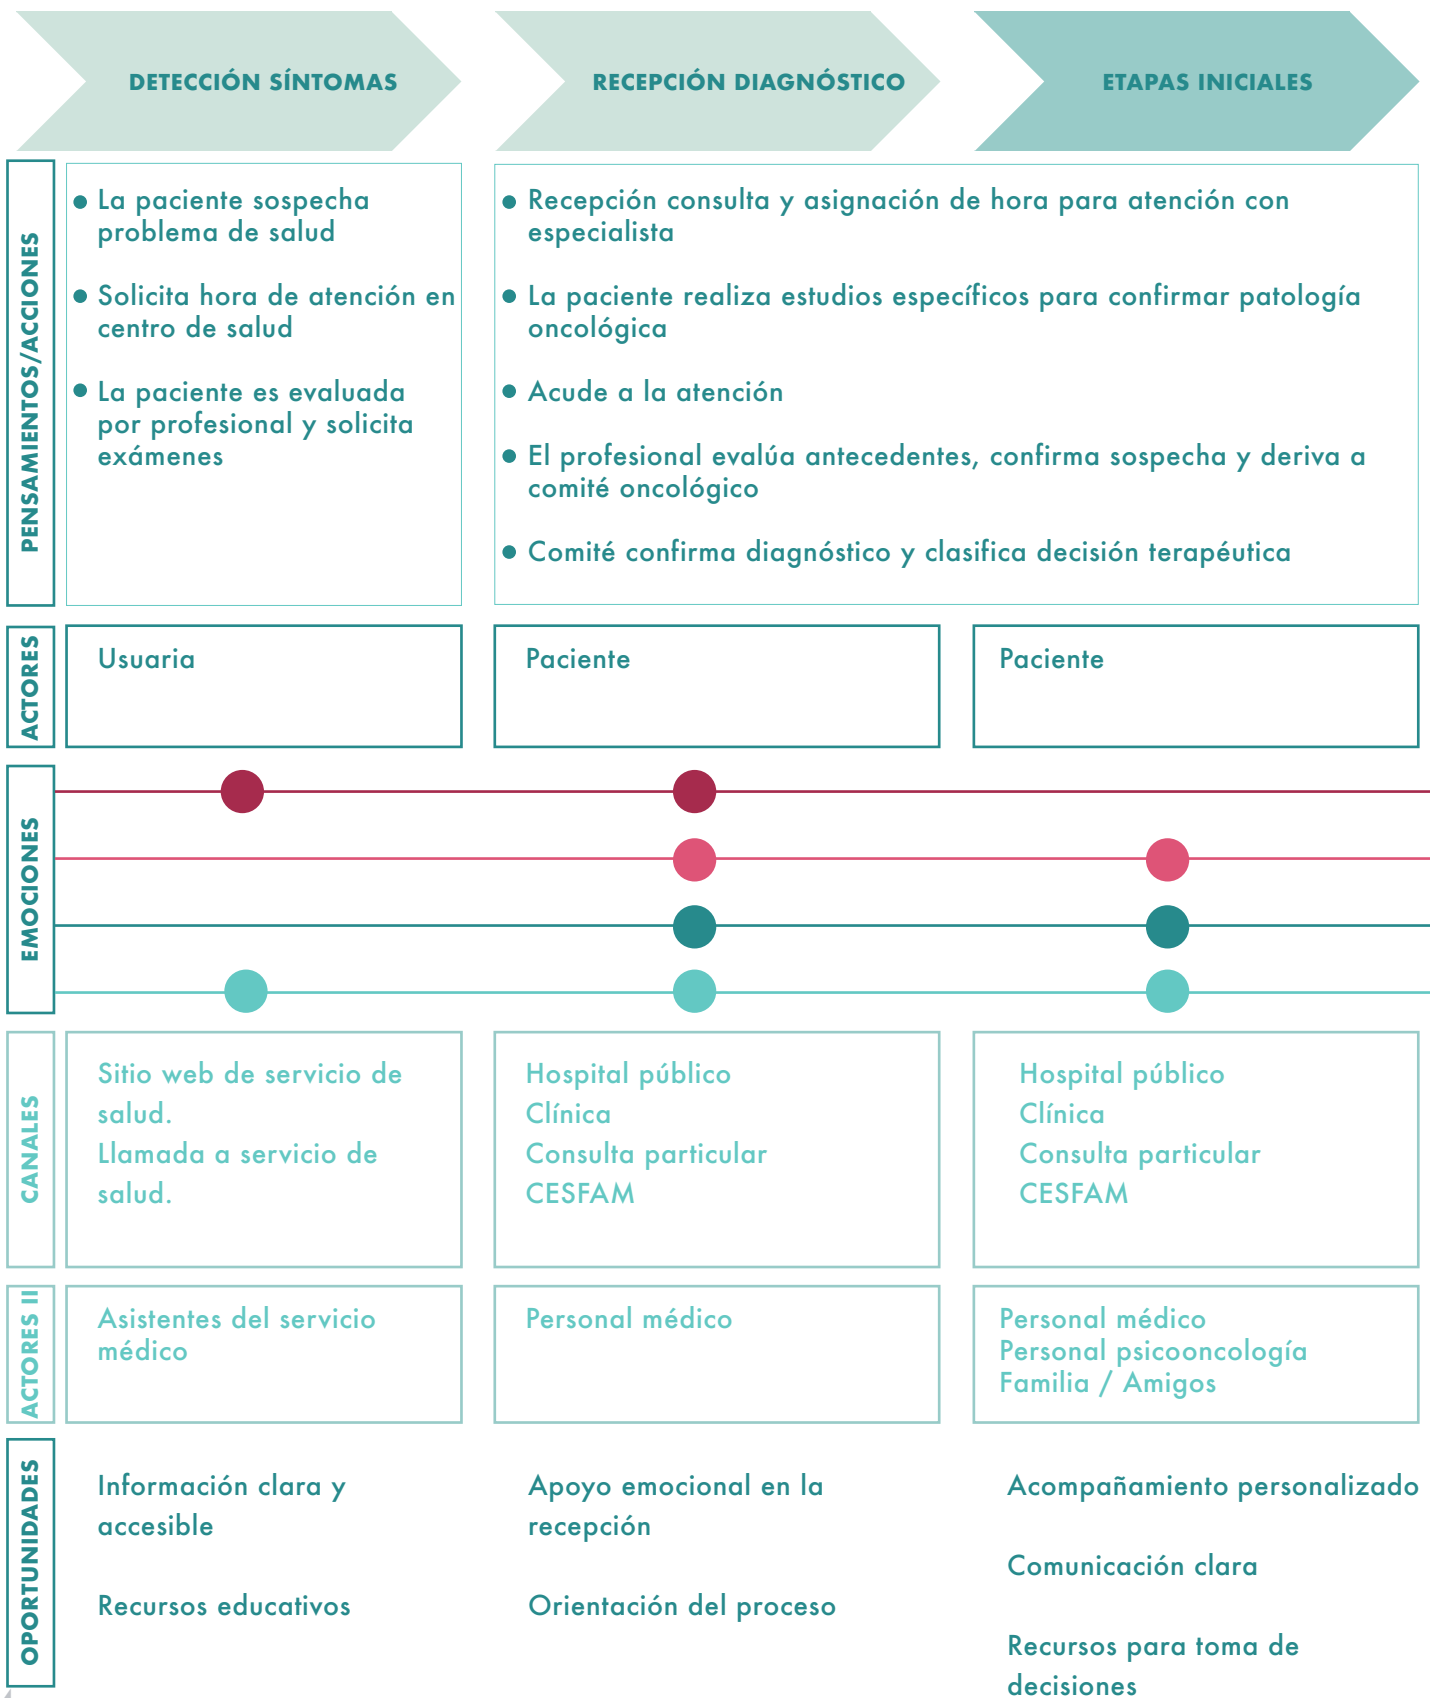 DETECCIÓN SÍNTOMAS
RECEPCIÓN DIAGNÓSTICO
ETAPAS INICIALES
PENSAMIENTOS/ACCIONES
La paciente sospecha
problema de salud
Solicita hora de atención en
centro de salud
La paciente es evaluada
por profesional y solicita
exámenes
Recepción consulta y asignación de hora para atención con
especialista
La paciente realiza estudios específicos para confirmar patología
oncológica
Acude a la atención
El profesional evalúa antecedentes, confirma sospecha y deriva a
comité oncológico
Comité confirma diagnóstico y clasifica decisión terapéutica
ACTORES
Usuaria
Paciente
Paciente
EMOCIONES
CANALES
Sitio web de servicio de
salud.
Llamada a servicio de
salud.
Hospital público
Clínica
Consulta particular
CESFAM
Hospital público
Clínica
Consulta particular
CESFAM
ACTORES II
Asistentes del servicio
médico
Personal médico
Personal médico
Personal psicooncología
Familia / Amigos
OPORTUNIDADES
Información clara y
accesible
Recursos educativos
Apoyo emocional en la
recepción
Orientación del proceso
Acompañamiento personalizado
Comunicación clara
Recursos para toma de
decisiones